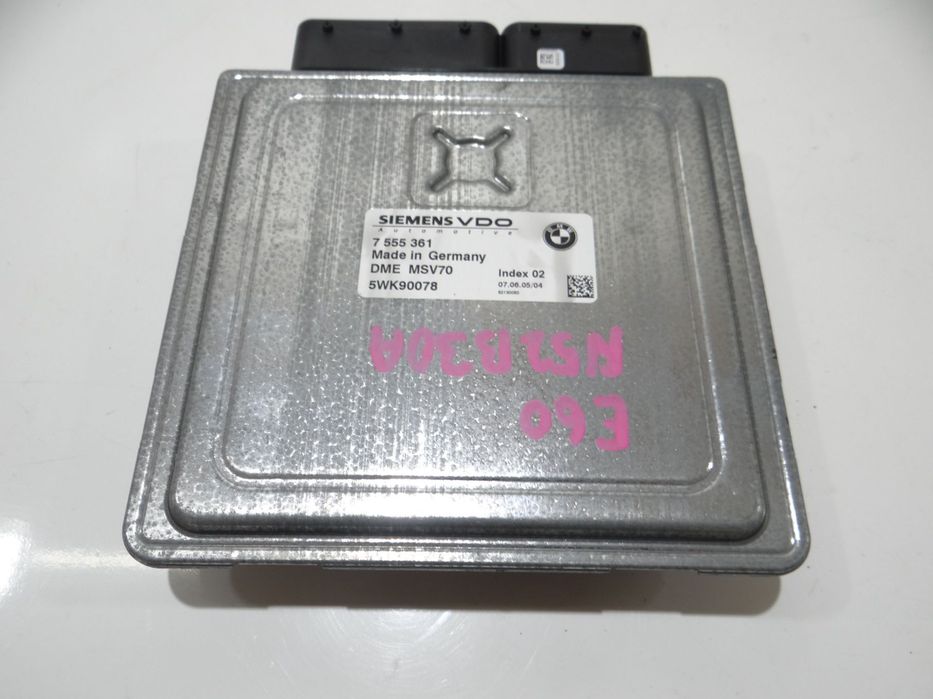 SIEMENS VDO
Automotive
7 555 361
Made in Germany
DME MSV70
5WK90078
BMW
Index 02
07.06.05/04
E60
N52B30A